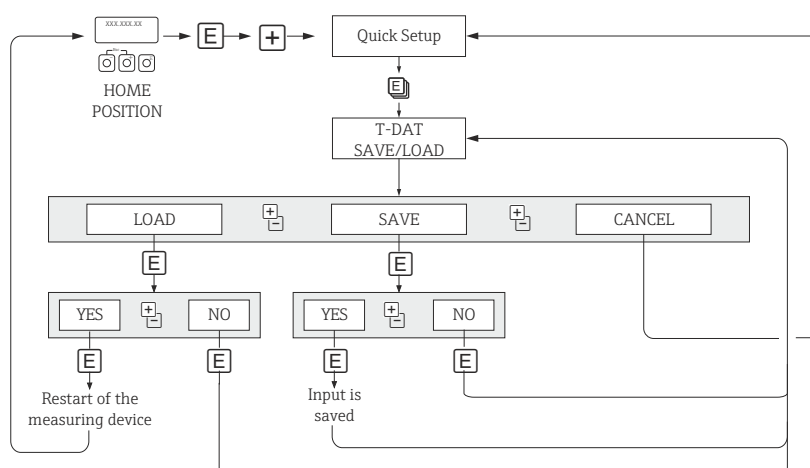 XXX.XXX.XX
Esc
E
+
Quick Setup
HOME
POSITION
E
T-DAT
SAVE/LOAD
LOAD
+
-
SAVE
+
-
CANCEL
E
E
YES
+
-
NO
YES
+
-
NO
E
E
E
E
Restart of the
measuring device
Input is
saved